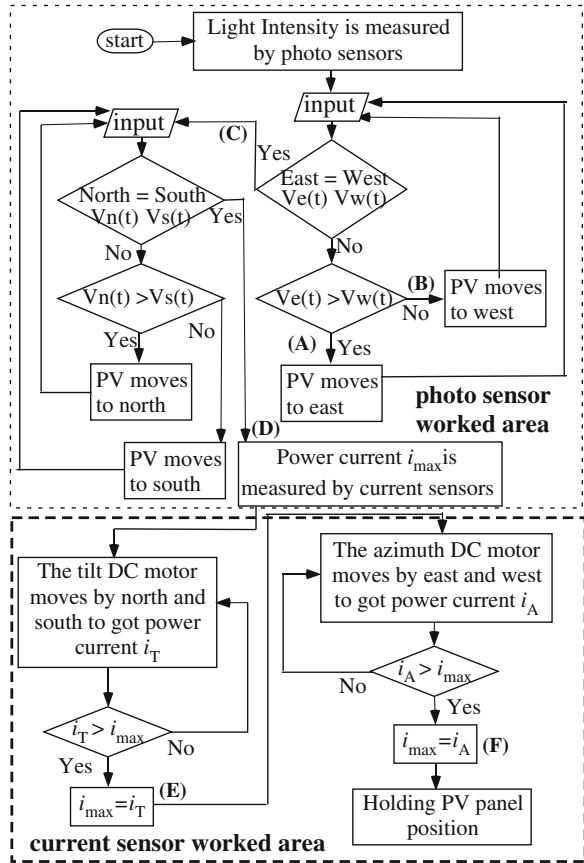 start
Light Intensity is measured
by photo sensors
input
input
(C)
Yes
East = West
Ve(t) Vw(t)
North = South
Vn(t) Vs(t)
Yes
No
No
Vn(t) >Vs(t)
Ve(t) >Vw(t)
(B)
No
PV moves
to west
Yes
No
(A)
Yes
PV moves
to north
PV moves
to east
photo sensor
worked area
(D)
PV moves
to south
Power current imax is
measured by current sensors
The tilt DC motor
moves by north and
south to got power
current iT
The azimuth DC motor
moves by east and west
to got power current iA
iT > imax
No
Yes
imax=iT
(E)
iA > imax
No
Yes
imax=iA
(F)
Holding PV panel
position
current sensor worked area